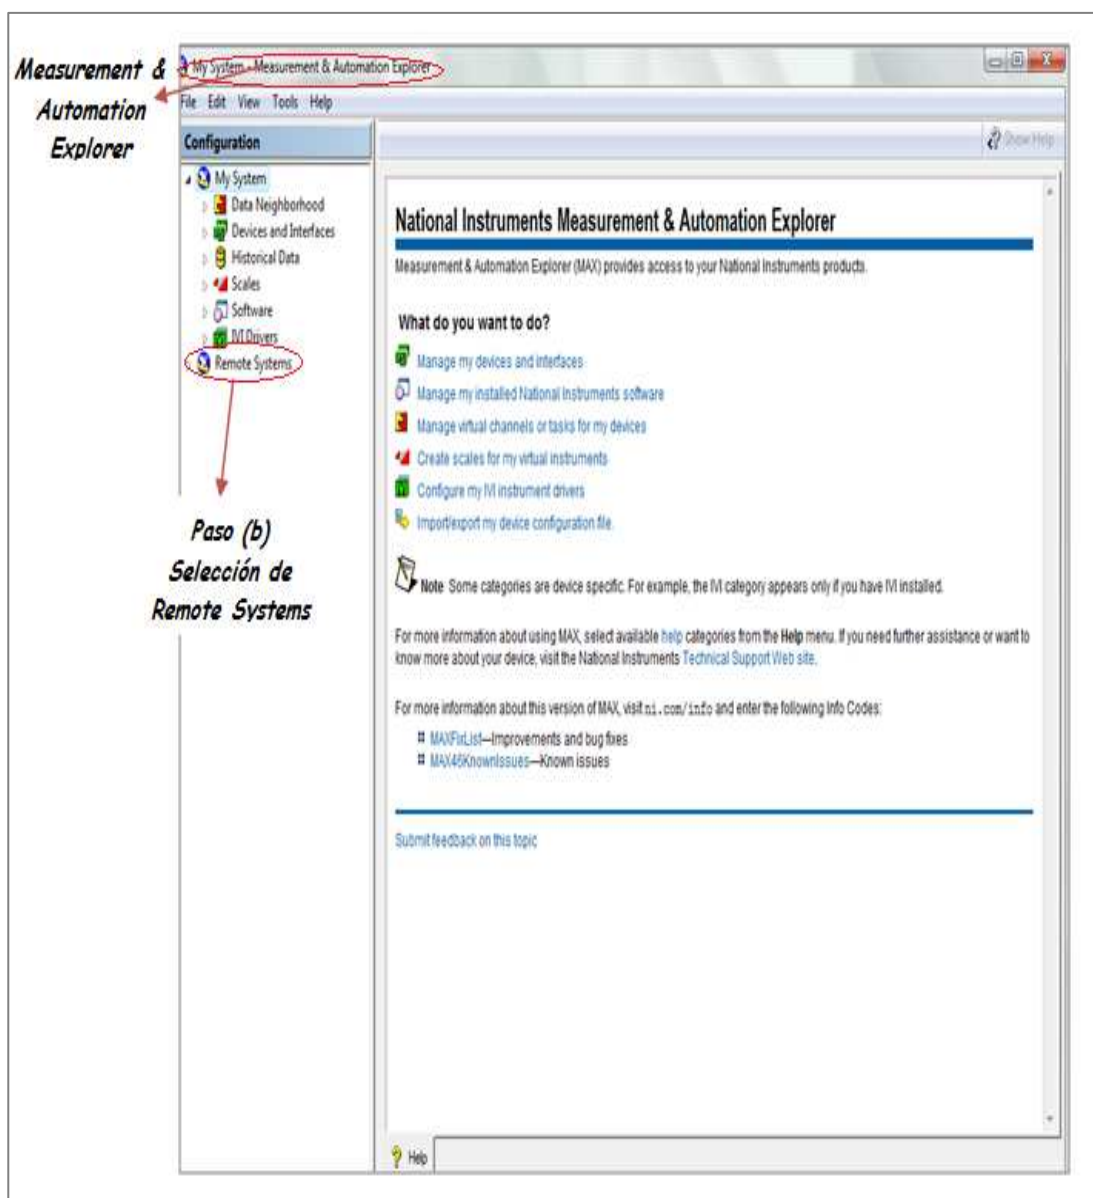 Measurement &
Automation
Explorer
My System - Measurement & Automation Explorer
File Edit View Tools Help
Configuration
Show Help
My System
Data Neighborhood
Devices and Interfaces
Historical Data
Scales
Software
IVI Drivers
Remote Systems
Paso (b)
Selección de
Remote Systems
National Instruments Measurement & Automation Explorer
Measurement & Automation Explorer (MAX) provides access to your National Instruments products.
What do you want to do?
Manage my devices and interfaces
Manage my installed National Instruments software
Manage virtual channels or tasks for my devices
Create scales for my virtual instruments
Configure my IVI instrument drivers
Import/export my device configuration file.
Note Some categories are device specific. For example, the IVI category appears only if you have IVI installed.
For more information about using MAX, select available help categories from the Help menu. If you need further assistance or want to
know more about your device, visit the National Instruments Technical Support Web site.
For more information about this version of MAX, visit ni.com/info and enter the following Info Codes:
MAXFixList—Improvements and bug fixes
MAX46KnownIssues—Known issues
Submit feedback on this topic
Help